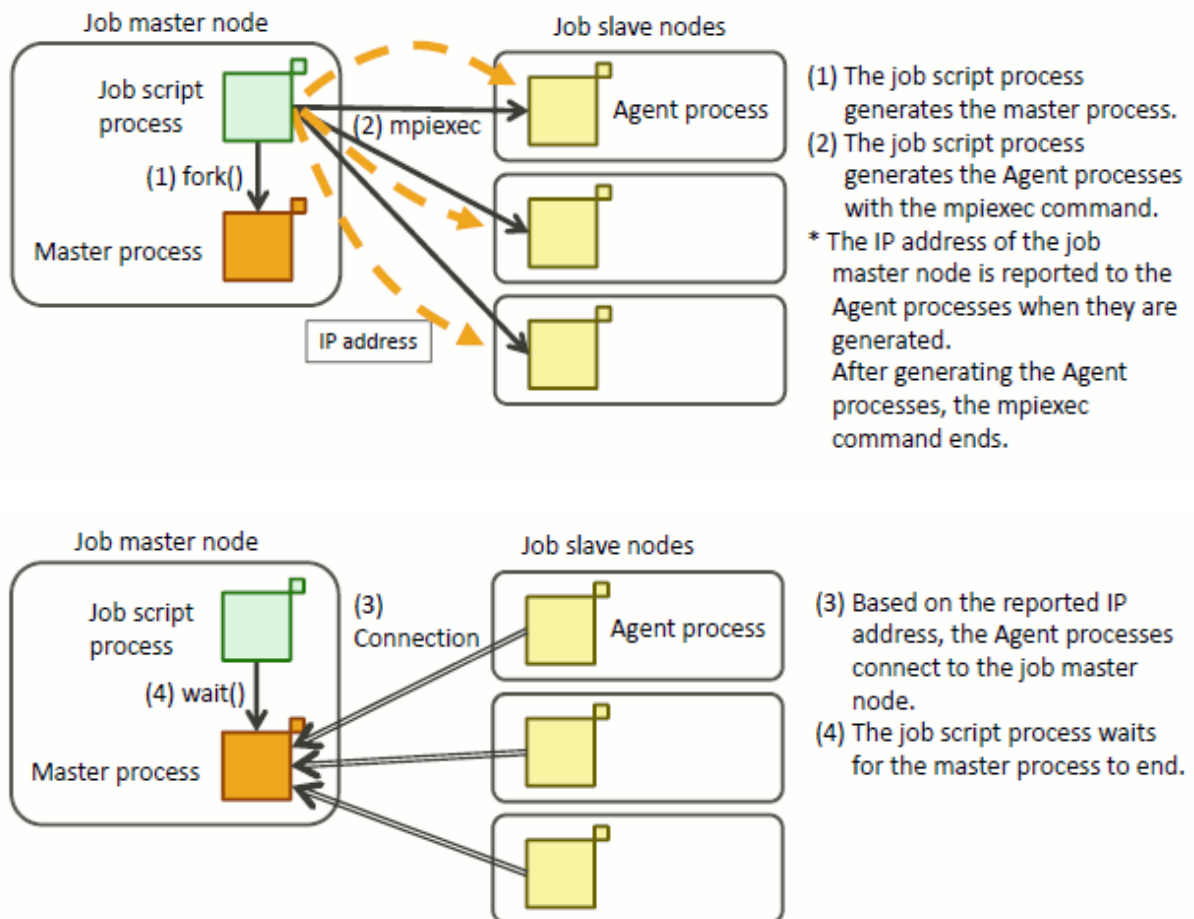 Job master node
Job slave nodes
Job script
process
(2) mpiexec
Agent process
(1) fork()
Master process
IP address
(1) The job script process
generates the master process.
(2) The job script process
generates the Agent processes
with the mpiexec command.
* The IP address of the job
master node is reported to the
Agent processes when they are
generated.
After generating the Agent
processes, the mpiexec
command ends.
Job master node
Job slave nodes
Job script
process
(3)
Connection
Agent process
(4) wait()
Master process
(3) Based on the reported IP
address, the Agent processes
connect to the job master
node.
(4) The job script process waits
for the master process to end.